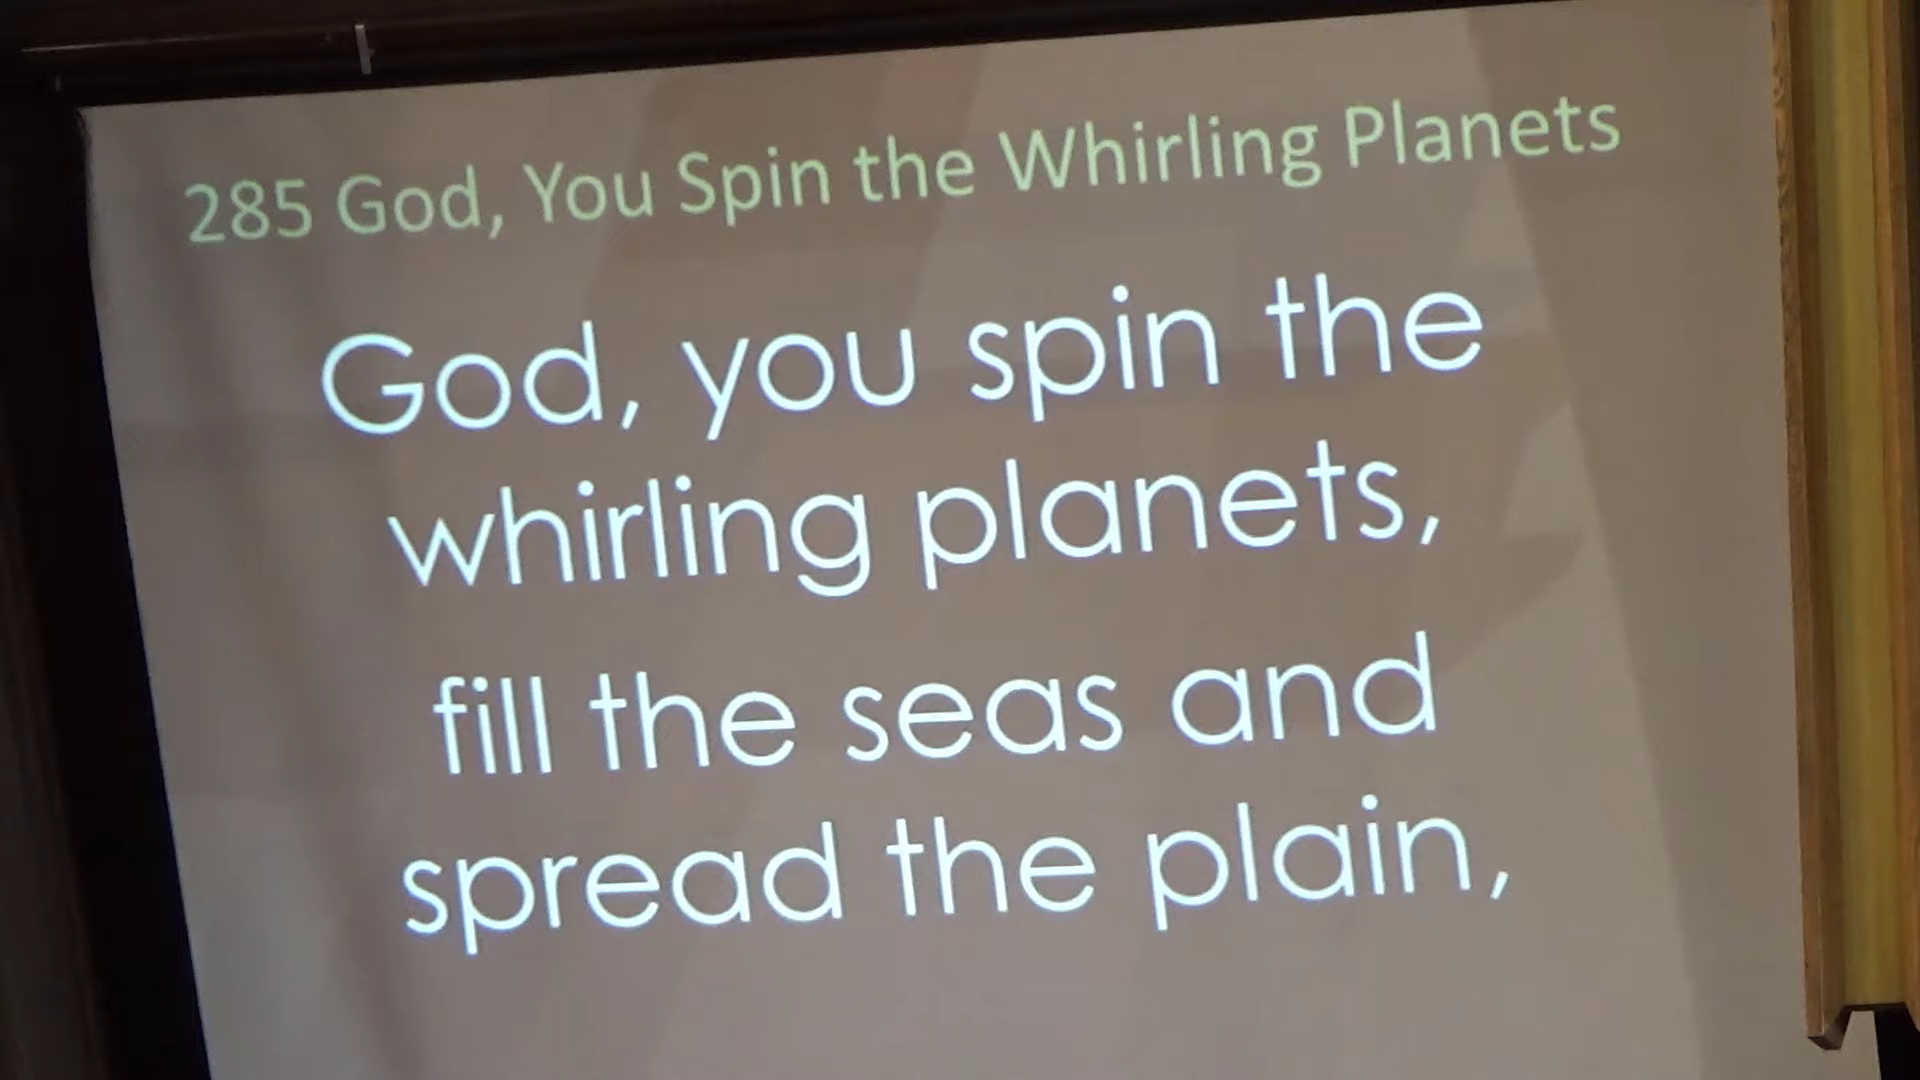 285 God, You Spin the Whirling Planets
God, you spin the
whirling planets,
fill the seas and
spread the plain,